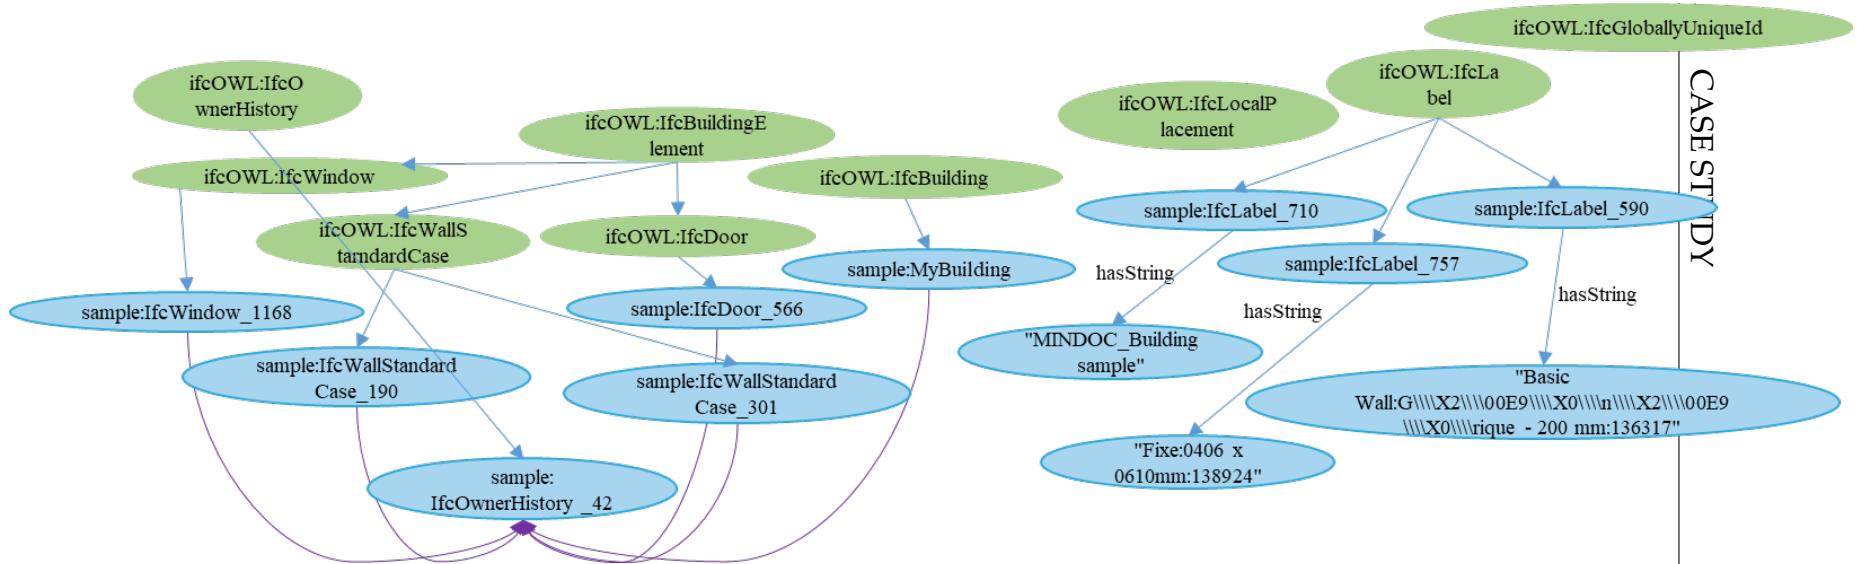 ifcOWL:IfcGloballyUniqueId
ifcOWL:IfcO
wnerHistory
ifcOWL:IfcBuildingE
lement
ifcOWL:IfcLocalP
lacement
ifcOWL:IfcLa
bel
CASE STUDY
ifcOWL:IfcWindow
ifcOWL:IfcBuilding
ifcOWL:IfcWallS
tarndardCase
ifcOWL:IfcDoor
sample:IfcLabel_710
sample:IfcLabel_590
sample:MyBuilding
sample:IfcLabel_757
hasString
hasString
hasString
sample:IfcWindow_1168
sample:IfcDoor_566
"MINDOC_Building
sample"
sample:IfcWallStandard
Case_190
sample:IfcWallStandard
Case_301
"Basic
Wall:G\\\\X2\\\\00E9\\\\X0\\\\n\\\\X2\\\\00E9
\\\\X0\\\\rique - 200 mm:136317"
"Fixe:0406 x
0610mm:138924"
sample:
IfcOwnerHistory _42